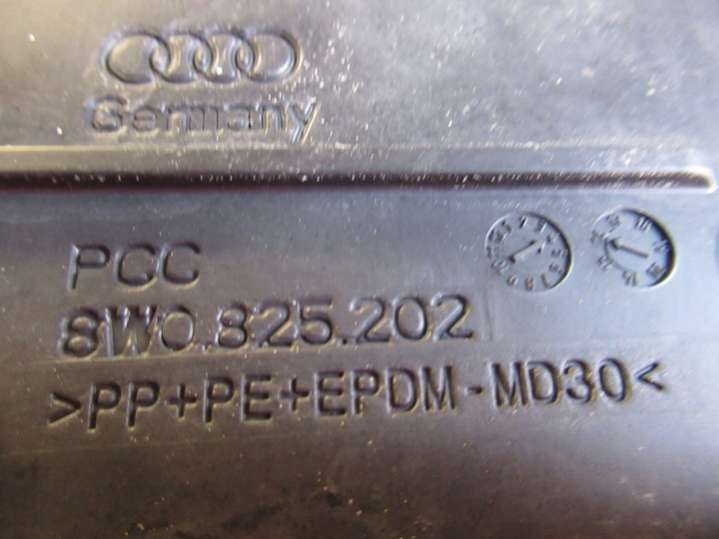 Germany
PCC
8W0.825.202
>PP+PE+EPDM-MD30<